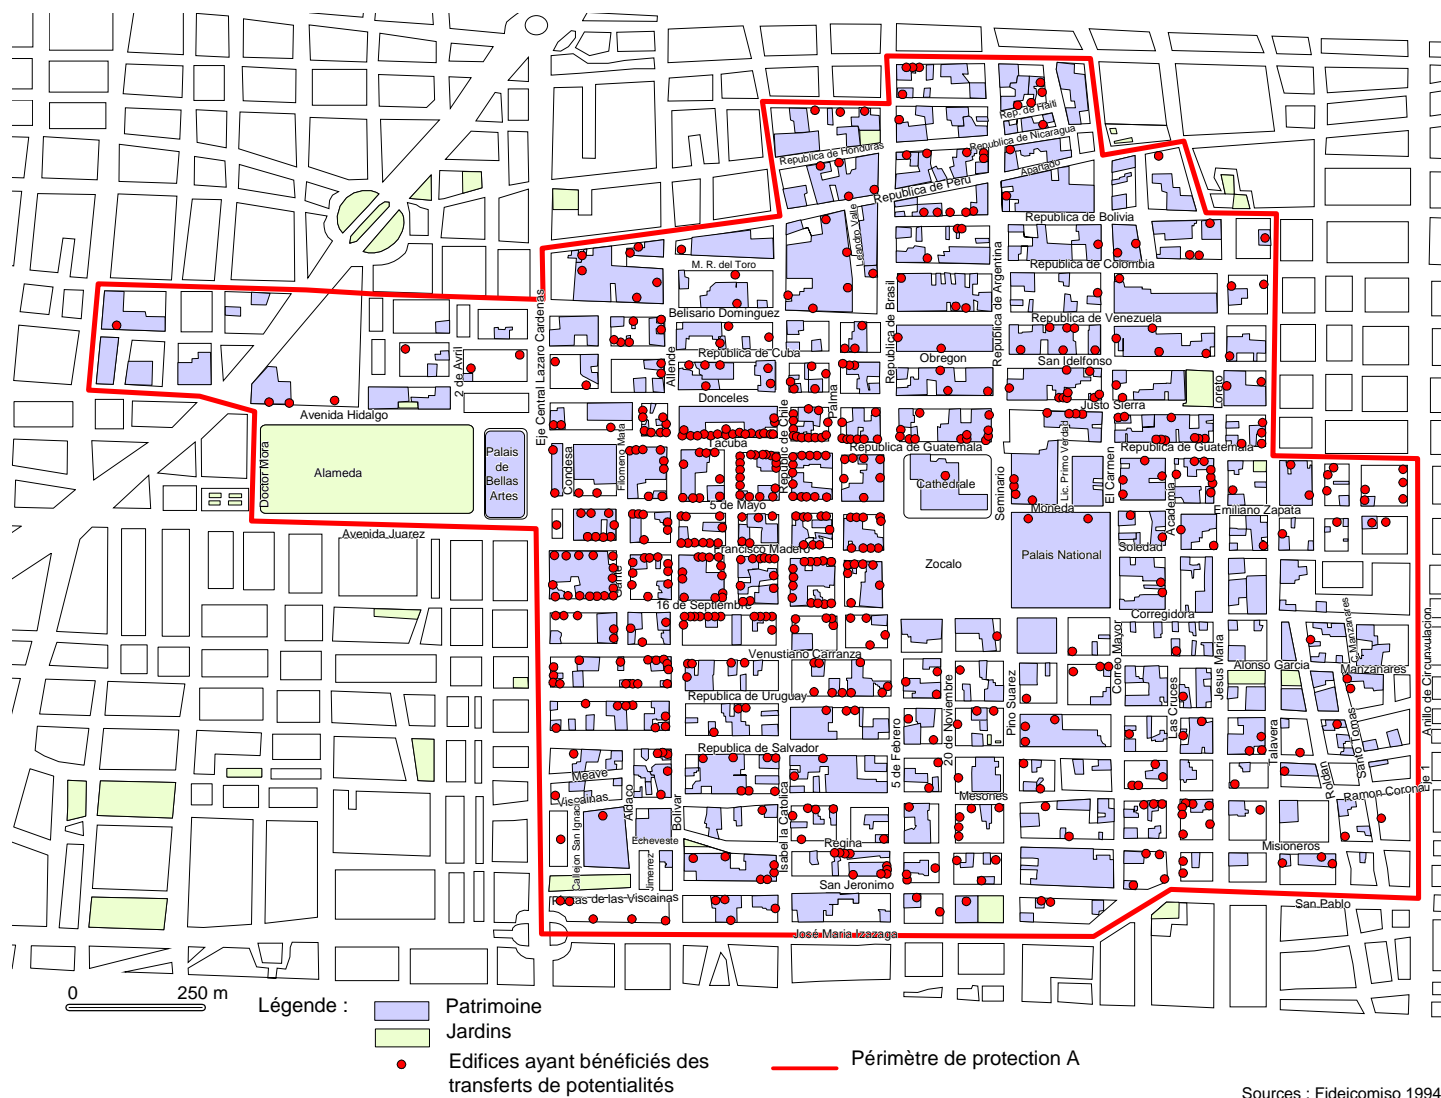 Rep. de Haiti
Republica de Nicaragua
Republica de Honduras
Apartado
Republica de Peru
Leandro Valle
Republica de Bolivia
M. R. del Toro
Republica de Colombia
Republica de Brasil
Republica de Argentina
Eje Central Lazaro Cardenas
Belisario Dominguez
Republica de Venezuela
Allende
Republica de Cuba
Obregon
San Idelfonso
2 de Avril
Palma
Loreto
Donceles
Justo Sierra
Avenida Hidalgo
Republic de Chile
Tacuba
Republica de Guatemala
Republica de Guatemala
Doctor Mora
Alameda
Palais
de
Bellas
Artes
Condesa
Filomeno Mata
Cathedrale
Seminario
Lic. Primo Verdad
El Carmen
Academia
5 de Mayo
Moneda
Emiliano Zapata
Avenida Juarez
Francisco Madero
Zocalo
Palais National
Soledad
Gante
16 de Septiembre
Corregidora
Venustiano Carranza
Correo Mayor
Jesus Maria
Alonso Garcia
C. Manzanares
Manzanares
Anillo de Circunvalacion
Republica de Uruguay
20 de Noviembre
Pino Suarez
Las Cruces
5 de Febrero
Talavera
Santo Tomas
Republica de Salvador
Meave
Roldan
Eje 1
Viscainas
Aldaco
Bolivar
Isabel la Catolica
Mesones
Ramon Corona
Callejon San Ignacio
Echeveste
Regina
Misioneros
Jimenez
San Jeronimo
Plazas de las Viscainas
San Pablo
José Maria Izazaga
0 250 m
Légende :
Patrimoine
Jardins
Edifices ayant bénéficiés des
transferts de potentialités
Périmètre de protection A
Sources : Fideicomiso 1994